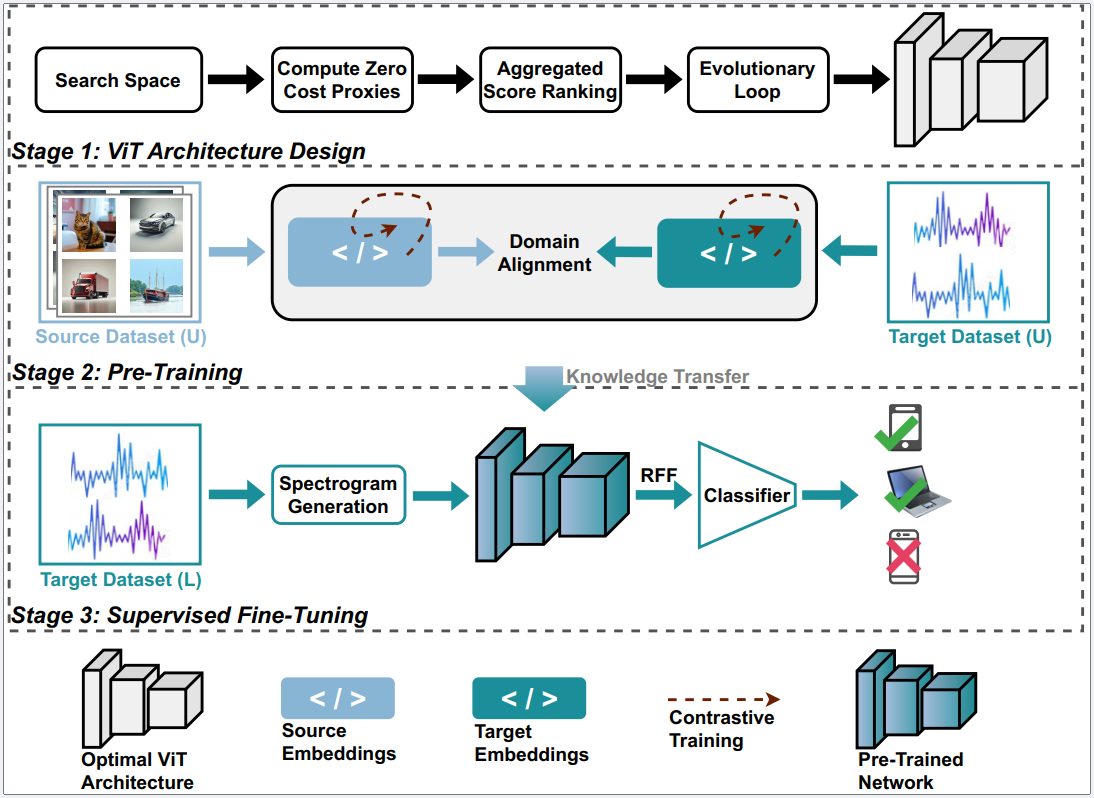 Search Space
Compute Zero
Cost Proxies
Aggregated
Score Ranking
Evolutionary
Loop
Stage 1: ViT Architecture Design
< / >
Domain
Alignment
< / >
Source Dataset (U)
Target Dataset (U)
Stage 2: Pre-Training
Knowledge Transfer
Spectrogram
Generation
RFF
Classifier
Target Dataset (L)
Stage 3: Supervised Fine-Tuning
Optimal ViT
Architecture
< / >
Source
Embeddings
< / >
Target
Embeddings
Contrastive
Training
Pre-Trained
Network